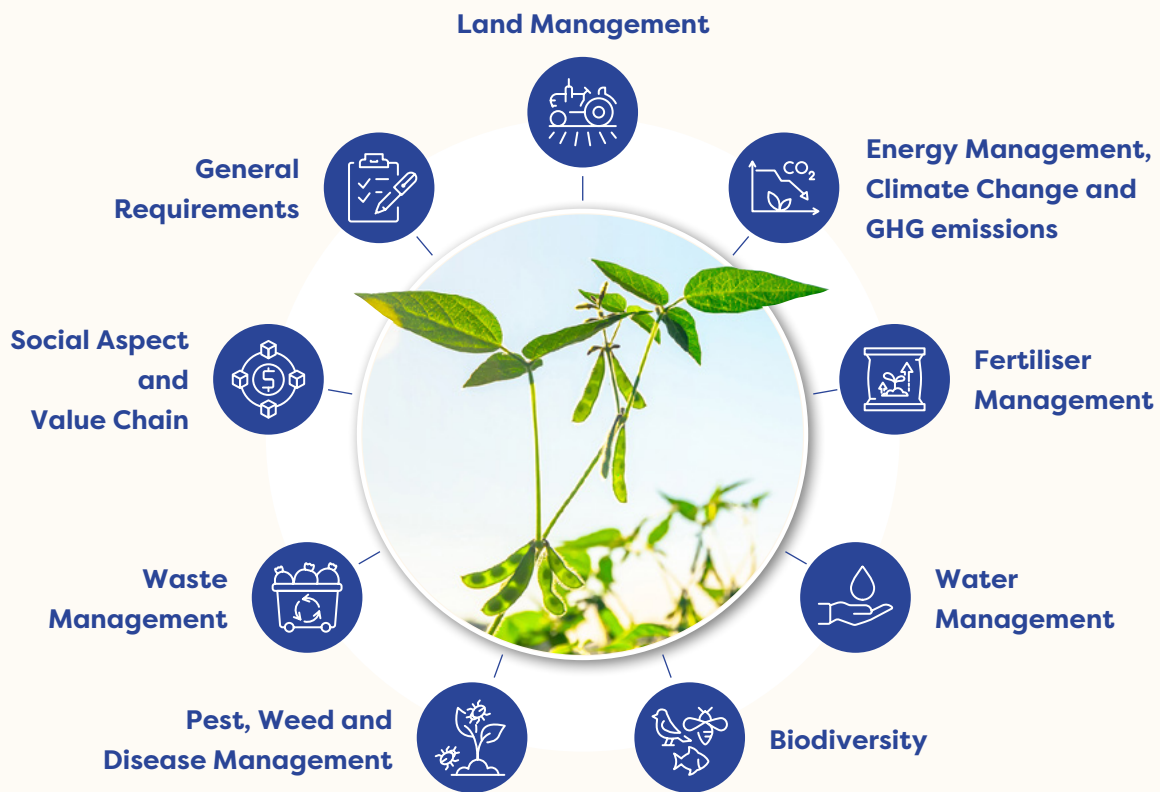 Land Management
Energy Management,
Climate Change and
GHG emissions
CO₂
Fertiliser
Management
Water
Management
Biodiversity
Pest, Weed and
Disease Management
Waste
Management
Social Aspect
and
Value Chain
$
General
Requirements